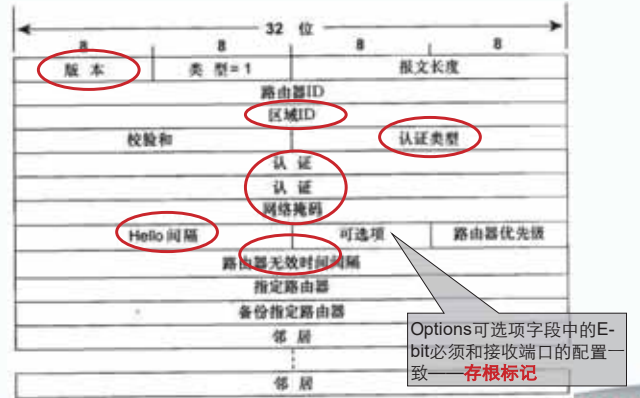 32 位
8 8 8 8
版 本 类 型= 1 报文长度
路由器ID
区域ID
校验和 认证类型
认 证
认 证
网络掩码
Hello 间隔 可选项 路由器优先级
路由器无效时间间隔
指定路由器
备份指定路由器
邻 居
邻 居
Options可选项字段中的E-
bit必须和接收端口的配置一
致——存根标记